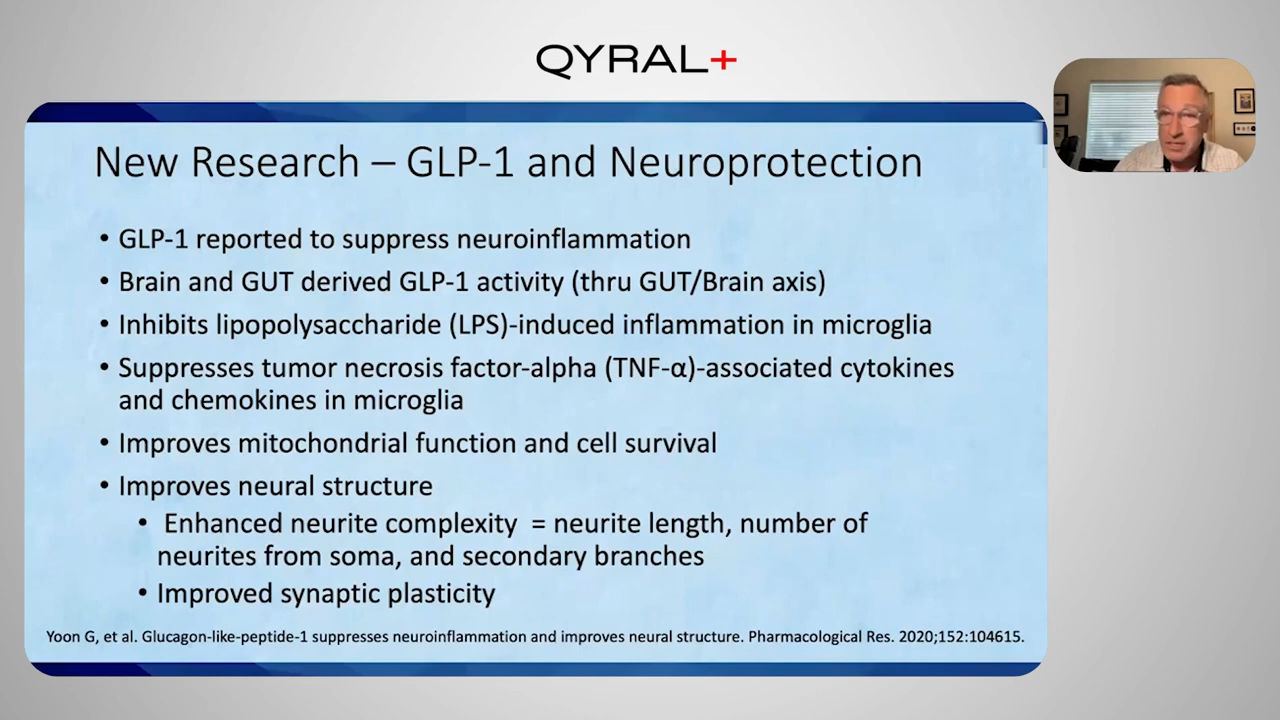 QYRAL+
New Research – GLP-1 and Neuroprotection
• GLP-1 reported to suppress neuroinflammation
• Brain and GUT derived GLP-1 activity (thru GUT/Brain axis)
• Inhibits lipopolysaccharide (LPS)-induced inflammation in microglia
• Suppresses tumor necrosis factor-alpha (TNF-α)-associated cytokines
and chemokines in microglia
• Improves mitochondrial function and cell survival
• Improves neural structure
• Enhanced neurite complexity = neurite length, number of
neurites from soma, and secondary branches
• Improved synaptic plasticity
Yoon G, et al. Glucagon-like-peptide-1 suppresses neuroinflammation and improves neural structure. Pharmacological Res. 2020;152:104615.